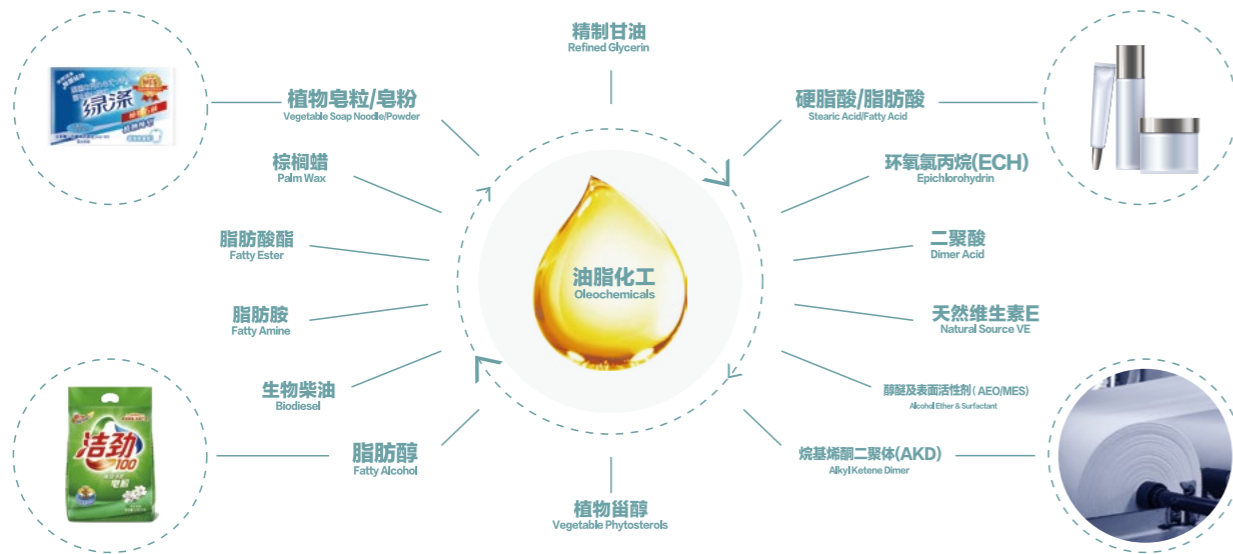 精制甘油
Refined Glycerin
植物皂粒/皂粉
Vegetable Soap Noodle/Powder
硬脂酸/脂肪酸
Stearic Acid/Fatty Acid
绿涤
棕榈蜡
Palm Wax
环氧氯丙烷(ECH)
Epichlorohydrin
脂肪酸酯
Fatty Ester
二聚酸
Dimer Acid
油脂化工
Oleochemicals
脂肪胺
Fatty Amine
天然维生素E
Natural Source VE
生物柴油
Biodiesel
醇醚及表面活性剂 ( AEO/MES)
Alcohol Ether & Surfactant
洁劲
100
皂粉
脂肪醇
Fatty Alcohol
烷基烯酮二聚体(AKD)
Alkyl Ketene Dimer
植物甾醇
Vegetable Phytosterols